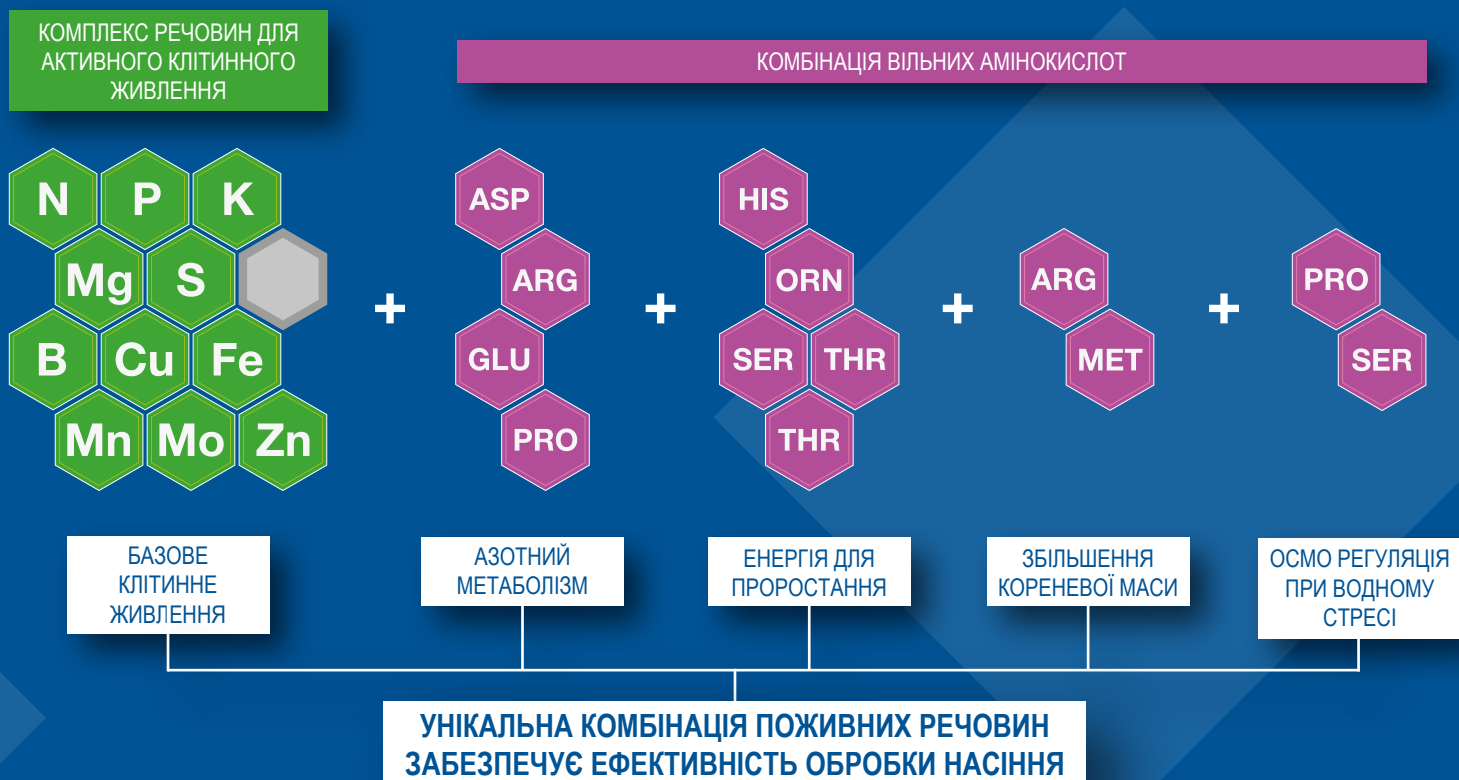 КОМПЛЕКС РЕЧОВИН ДЛЯ
АКТИВНОГО КЛІТИННОГО
ЖИВЛЕННЯ
КОМБІНАЦІЯ ВІЛЬНИХ АМІНОКИСЛОТ
N P K
Mg S
B Cu Fe
Mn Mo Zn
+
ASP
ARG
GLU
PRO
+
HIS
ORN
SER THR
THR
+
ARG
MET
+
PRO
SER
БАЗОВЕ
КЛІТИННЕ
ЖИВЛЕННЯ
АЗОТНИЙ
МЕТАБОЛІЗМ
ЕНЕРГІЯ ДЛЯ
ПРОРОСТАННЯ
ЗБІЛЬШЕННЯ
КОРЕНЕВОЇ МАСИ
ОСМО РЕГУЛЯЦІЯ
ПРИ ВОДНОМУ
СТРЕСІ
УНІКАЛЬНА КОМБІНАЦІЯ ПОЖИВНИХ РЕЧОВИН
ЗАБЕЗПЕЧУЄ ЕФЕКТИВНІСТЬ ОБРОБКИ НАСІННЯ